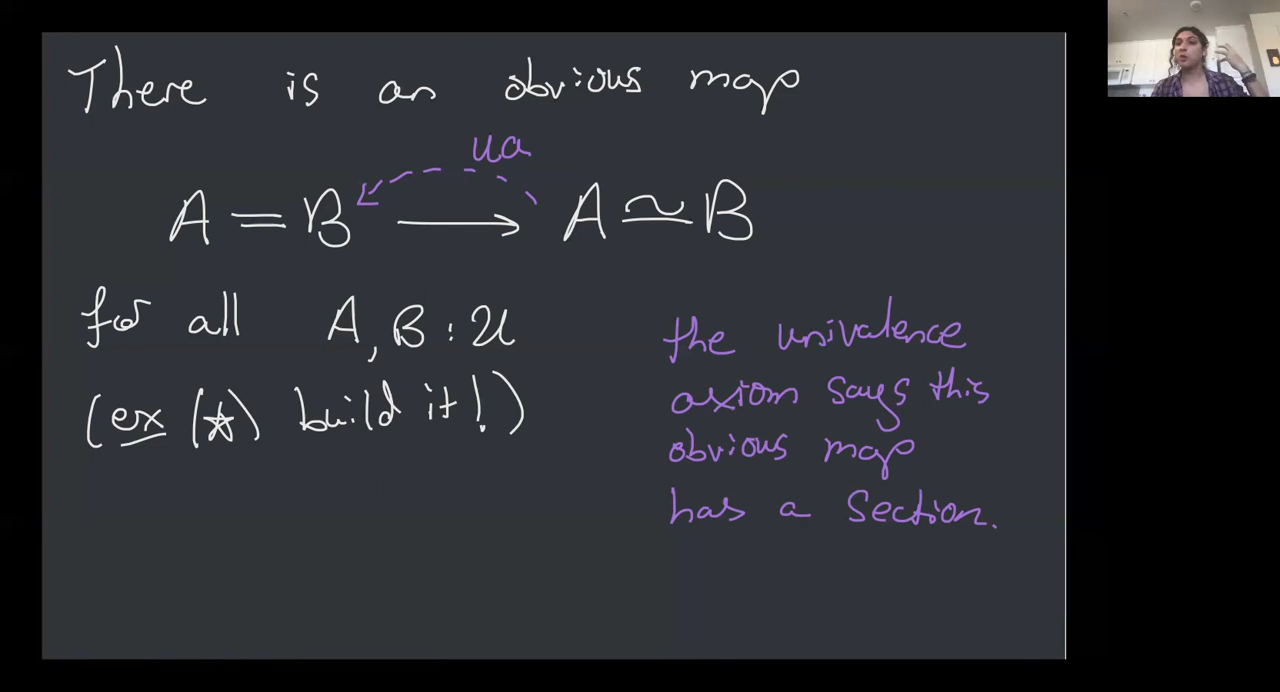 There is an obvious map
ua
A = B → A ≃ B
for all A, B : U
(ex (☆) build it!)
the univalence
axiom says this
obvious map
has a section.